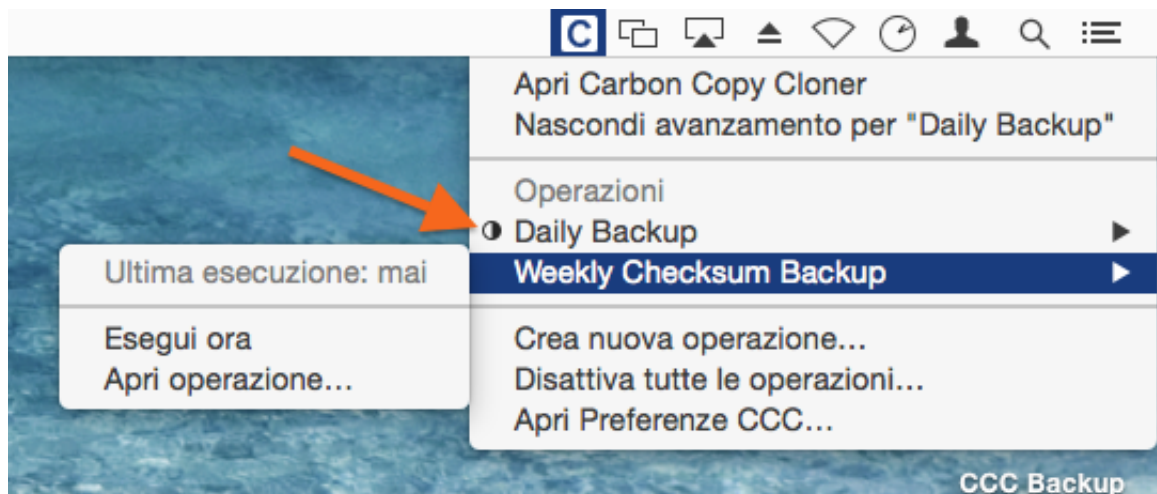 C
Apri Carbon Copy Cloner
Nascondi avanzamento per "Daily Backup"
Operazioni
Daily Backup
Weekly Checksum Backup
Ultima esecuzione: mai
Esegui ora
Apri operazione…
Crea nuova operazione…
Disattiva tutte le operazioni…
Apri Preferenze CCC…
CCC Backup